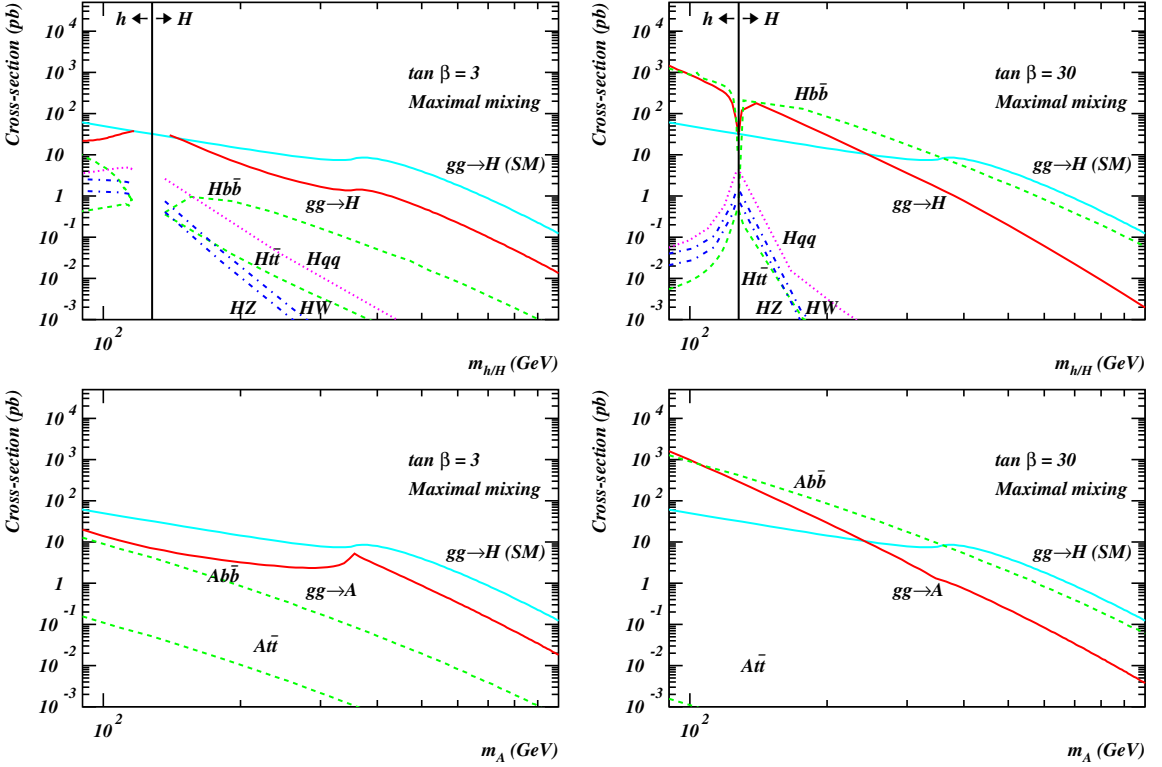 h ← → H
Cross-section (pb)
10^4
10^3
10^2
10
1
10^-1
10^-2
10^-3
10^2
tan β = 3
Maximal mixing
gg→H (SM)
gg→H
Hbb̄
Htt̄
Hqq
HZ
HW
m_h/H (GeV)
h ← → H
Cross-section (pb)
10^4
10^3
10^2
10
1
10^-1
10^-2
10^-3
10^2
tan β = 30
Maximal mixing
Hbb̄
gg→H (SM)
gg→H
Hqq
Htt̄
HZ
HW
m_h/H (GeV)
Cross-section (pb)
10^4
10^3
10^2
10
1
10^-1
10^-2
10^-3
10^2
tan β = 3
Maximal mixing
gg→H (SM)
Abb̄
gg→A
Att̄
m_A (GeV)
Cross-section (pb)
10^4
10^3
10^2
10
1
10^-1
10^-2
10^-3
10^2
tan β = 30
Maximal mixing
Abb̄
gg→H (SM)
gg→A
Att̄
m_A (GeV)